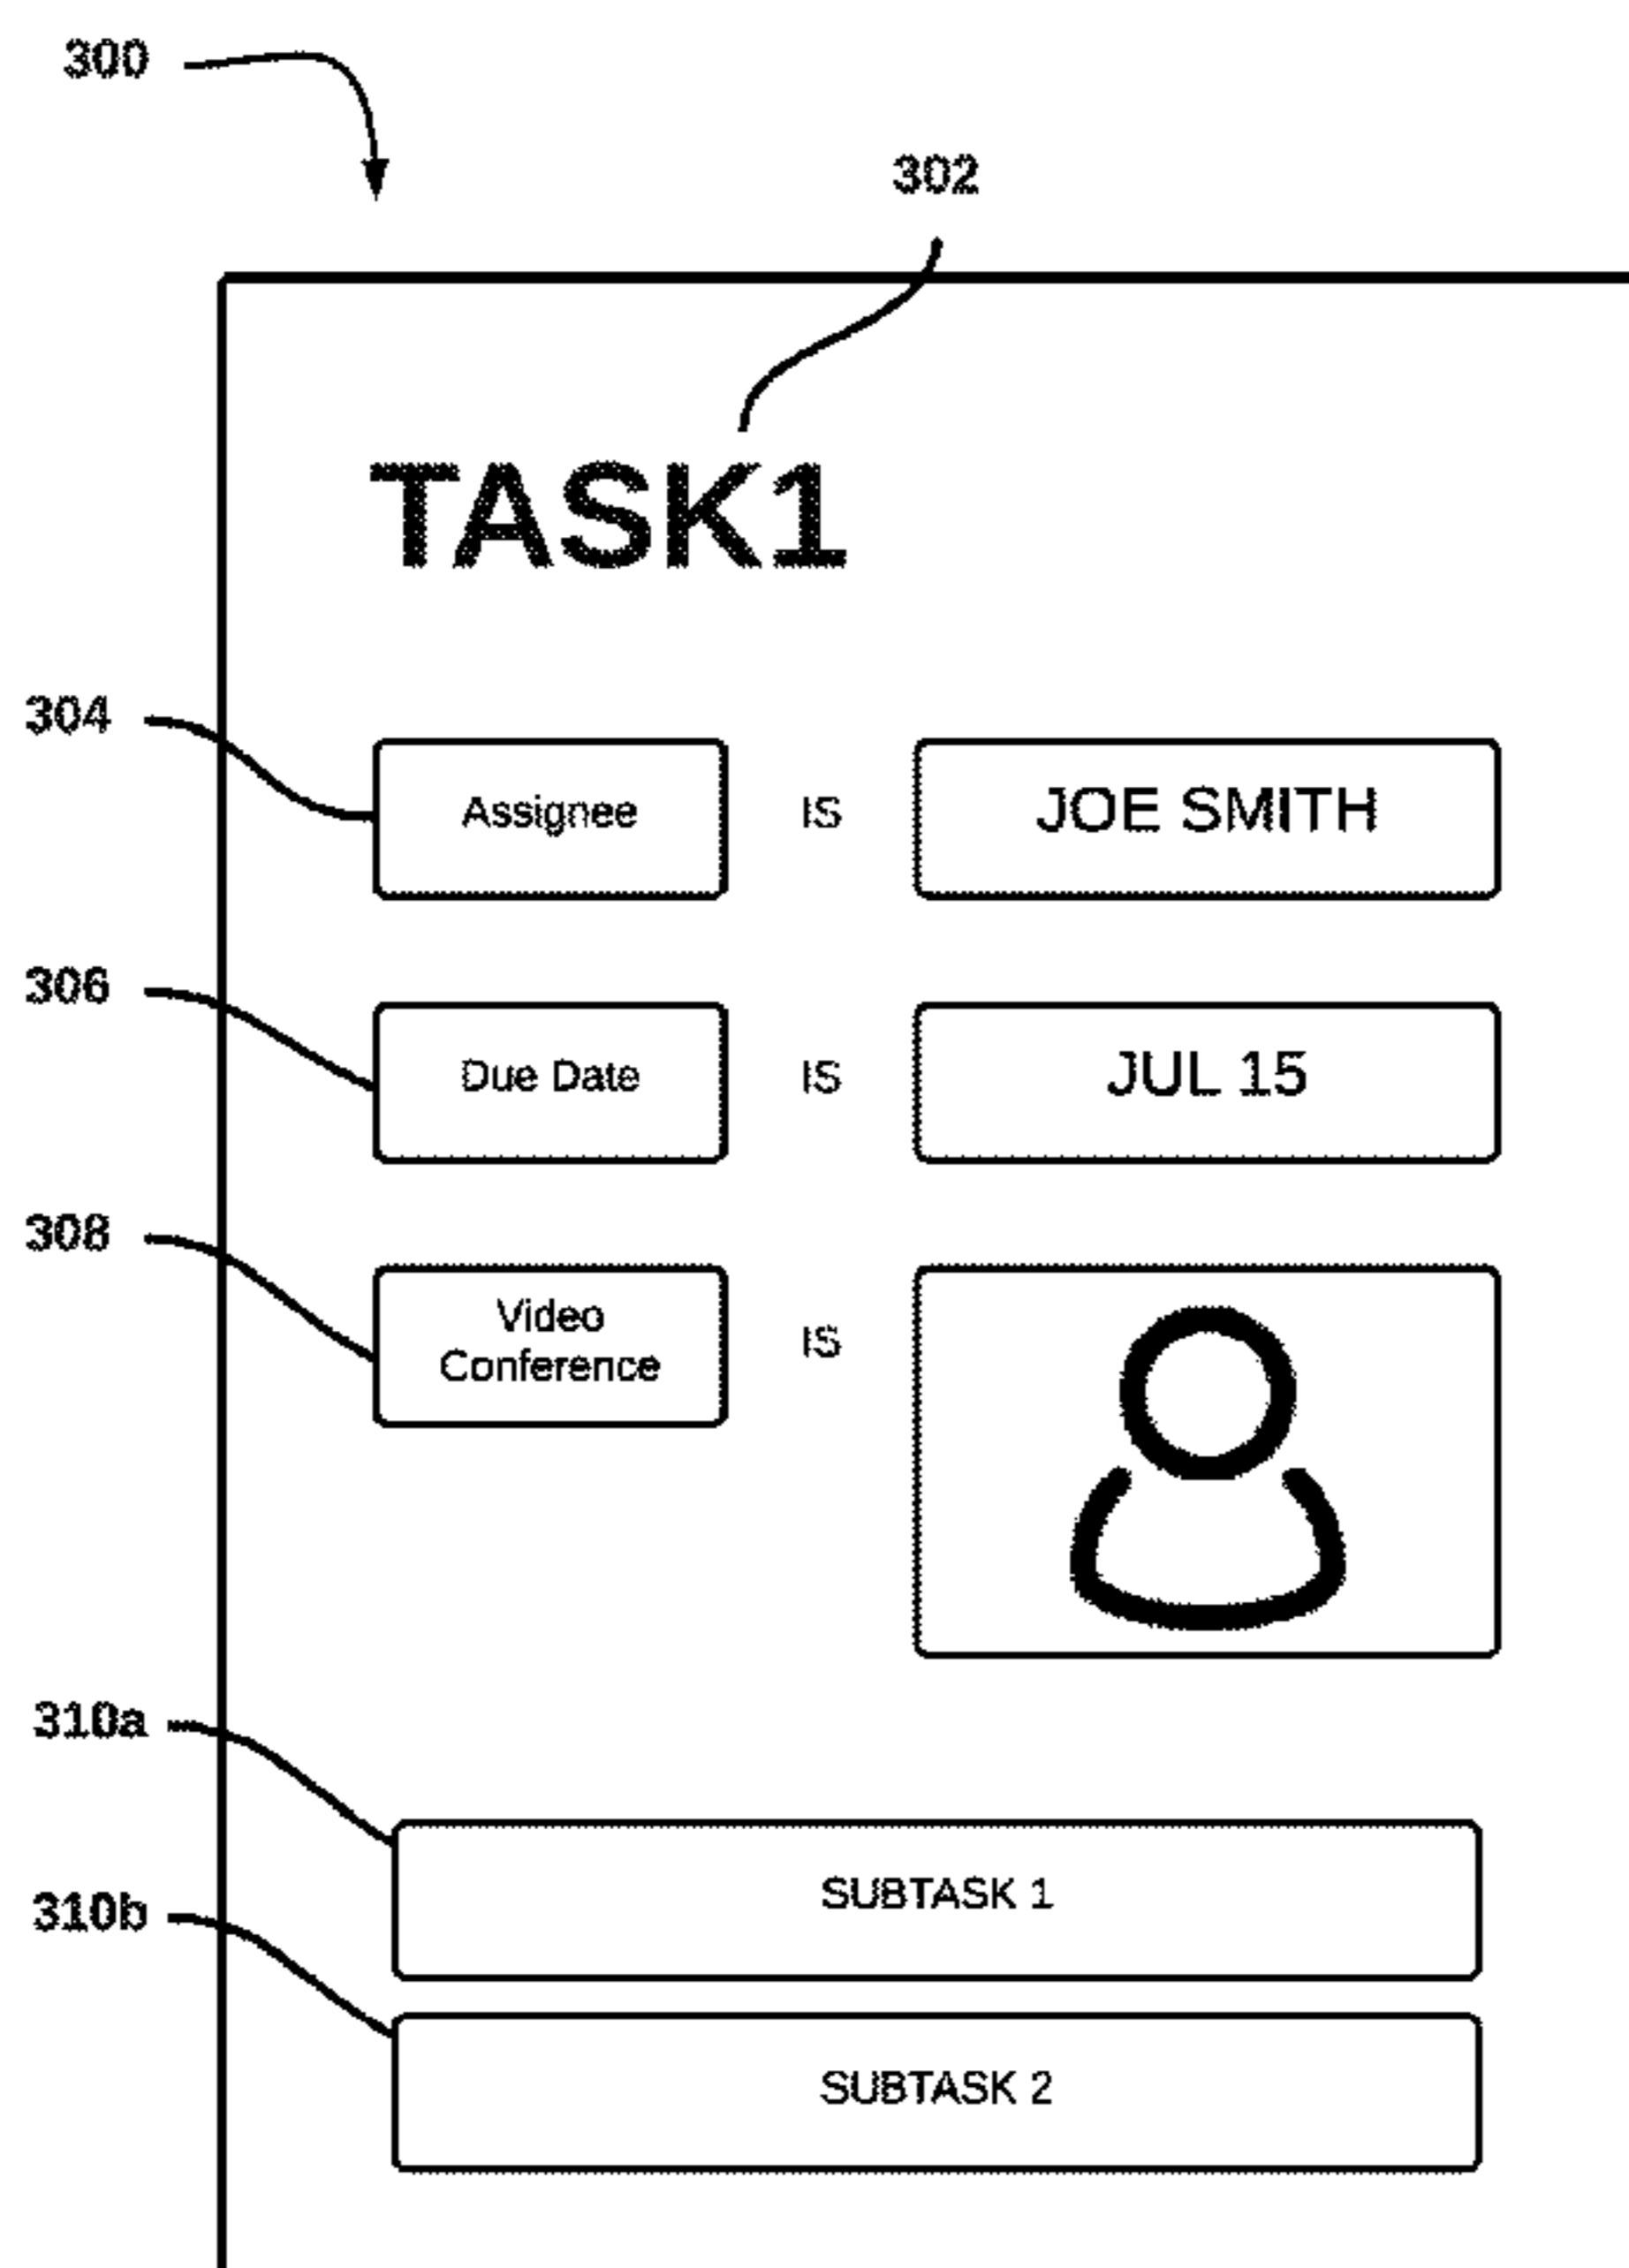 300
302
TASK1
304
Assignee IS JOE SMITH
306
Due Date IS JUL 15
308
Video
Conference
IS
310a
SUBTASK 1
310b
SUBTASK 2